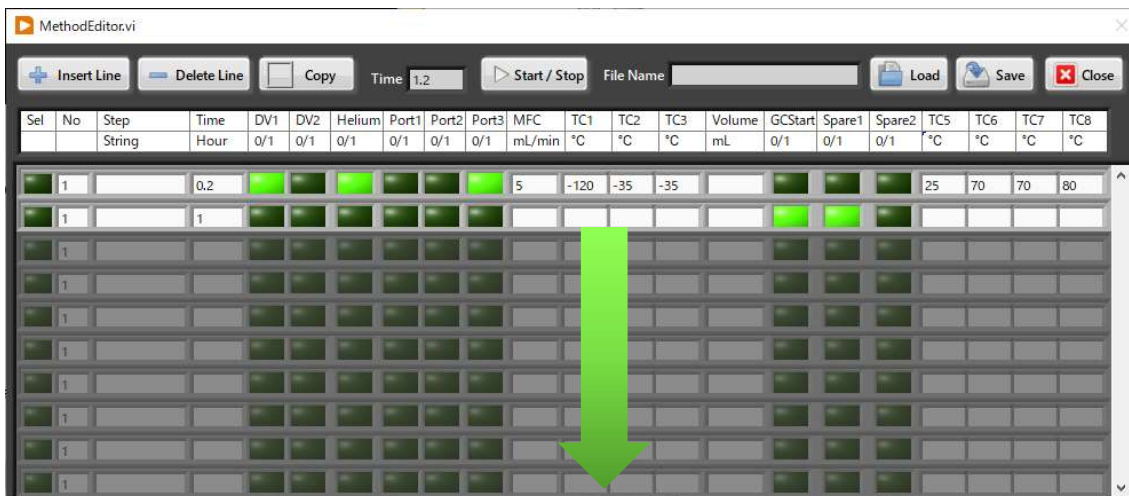 MethodEditor.vi
Insert Line Delete Line Copy Time 1.2 Start / Stop File Name Load Save Close
Sel No Step Time DV1 DV2 Helium Port1 Port2 Port3 MFC TC1 TC2 TC3 Volume GCStart Spare1 Spare2 TC5 TC6 TC7 TC8
String Hour 0/1 0/1 0/1 0/1 0/1 0/1 mL/min °C °C °C mL 0/1 0/1 0/1 °C °C °C °C
1 0.2 5 -120 -35 -35 25 70 70 80
1 1
1
1
1
1
1
1
1
1